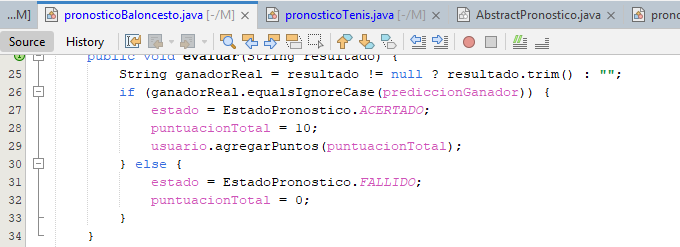 ...M] pronosticoBaloncesto.java [-/M] pronosticoTenis.java [-/M] AbstractPronostico.java prono
Source History
public void evaluar(String resultado) {
25 String ganadorReal = resultado != null ? resultado.trim() : "";
26 if (ganadorReal.equalsIgnoreCase(prediccionGanador)) {
27 estado = EstadoPronostico.ACERTADO;
28 puntuacionTotal = 10;
29 usuario.agregarPuntos(puntuacionTotal);
30 } else {
31 estado = EstadoPronostico.FALLIDO;
32 puntuacionTotal = 0;
33 }
34 }